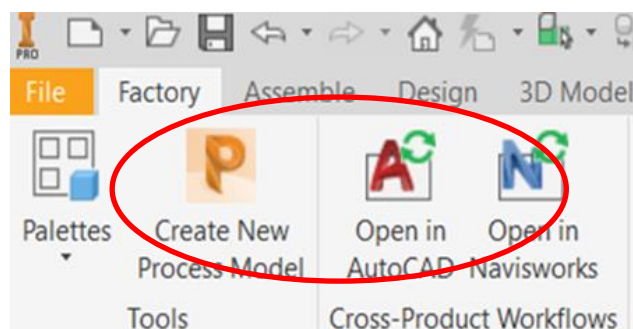 PRO
File Factory Assemble Design 3D Model
Palettes Create New Process Model Open in AutoCAD Open in Navisworks
Tools Cross-Product Workflows